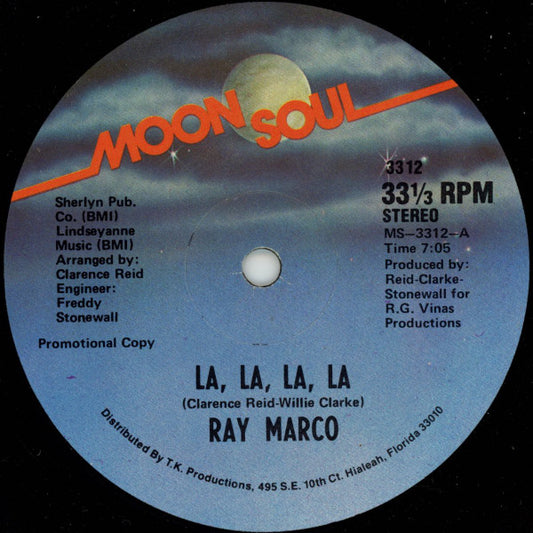 MOON SOUL
Sherlyn Pub.
Co. (BMI)
Lindseyanne
Music (BMI)
Arranged by:
Clarence Reid
Engineer:
Freddy
Stonewall
Promotional Copy
3312
33⅓ RPM
STEREO
MS-3312-A
Time 7:05
Produced by:
Reid-Clarke-
Stonewall for
R.G. Vinas
Productions
LA, LA, LA, LA
(Clarence Reid-Willie Clarke)
RAY MARCO
Distributed By T.K. Productions, 495 S.E. 10th Ct. Hialeah, Florida 33010